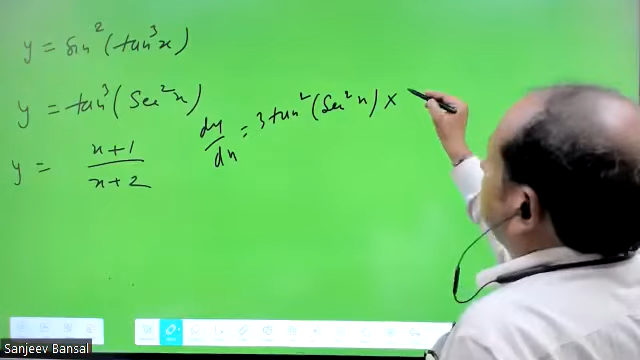 y = sin²(tan³x)
y = tan³(Sec²x)
dy/dx = 3tan²(Sec²x) ×
y = x+1/x+2
Sanjeev Bansal